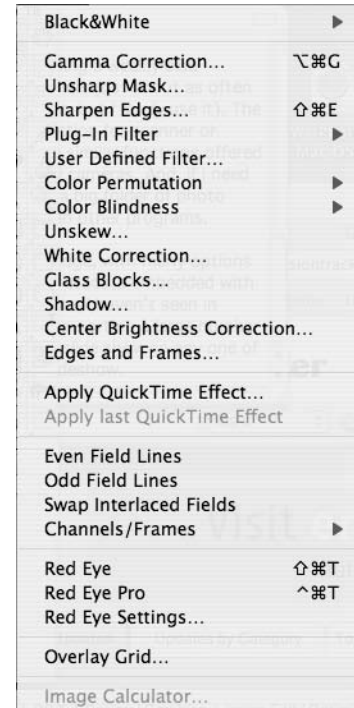 Black&White
Gamma Correction... ⌥⌘G
Unsharp Mask...
Sharpen Edges... ⇧⌘E
Plug-In Filter
User Defined Filter...
Color Permutation
Color Blindness
Unskew...
White Correction...
Glass Blocks...
Shadow...
Center Brightness Correction...
Edges and Frames...
Apply QuickTime Effect...
Apply last QuickTime Effect
Even Field Lines
Odd Field Lines
Swap Interlaced Fields
Channels/Frames
Red Eye ⇧⌘T
Red Eye Pro ^⌘T
Red Eye Settings...
Overlay Grid...
Image Calculator...